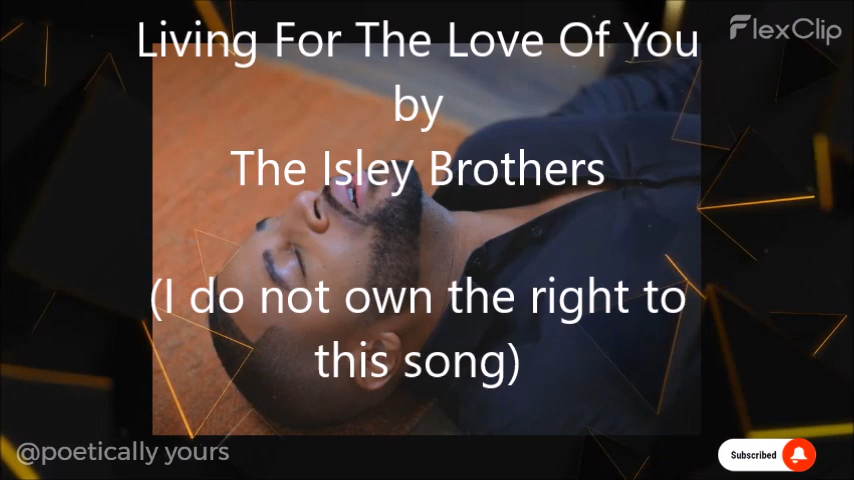 Living For The Love Of You
FlexClip
by
The Isley Brothers
(I do not own the right to
this song)
@poetically yours
Subscribed